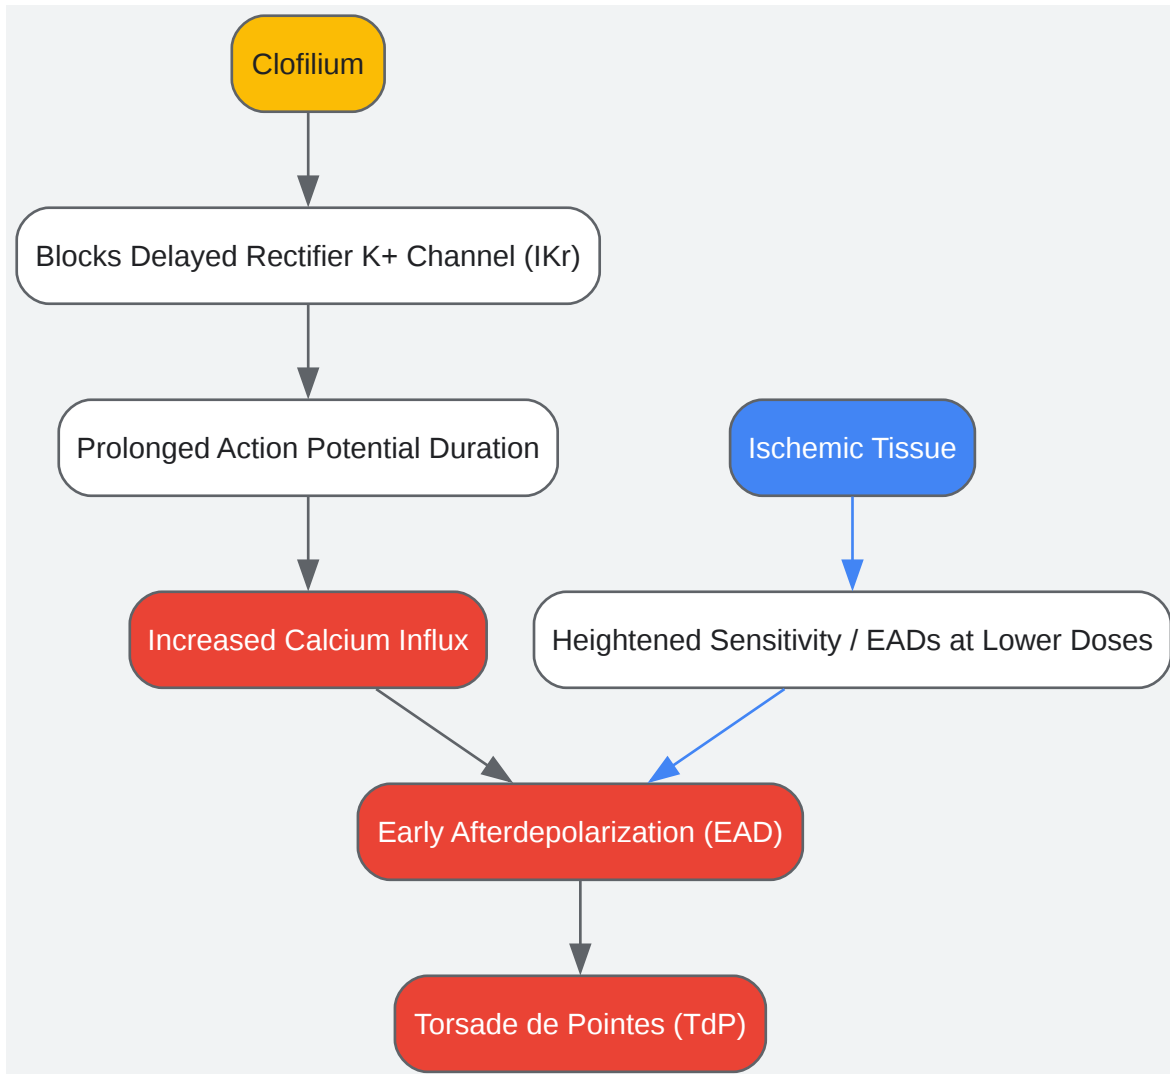 Clofilium
Blocks Delayed Rectifier K+ Channel (IKr)
Prolonged Action Potential Duration
Ischemic Tissue
Increased Calcium Influx
Heightened Sensitivity / EADs at Lower Doses
Early Afterdepolarization (EAD)
Torsade de Pointes (TdP)